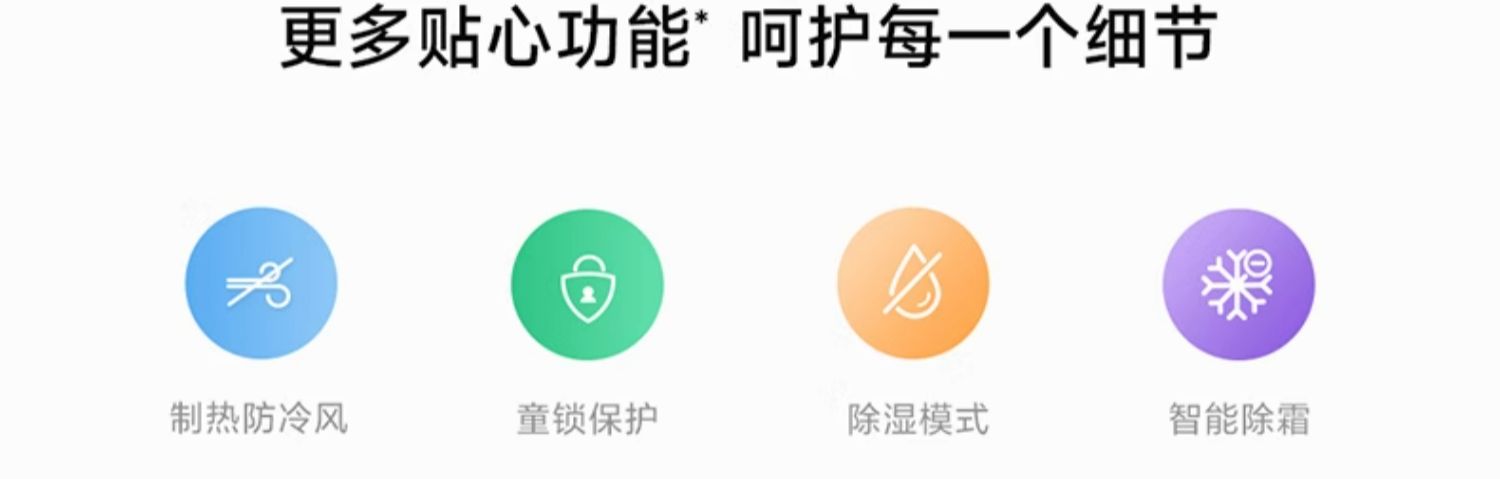 更多贴心功能* 呵护每一个细节
制热防冷风
童锁保护
除湿模式
智能除霜